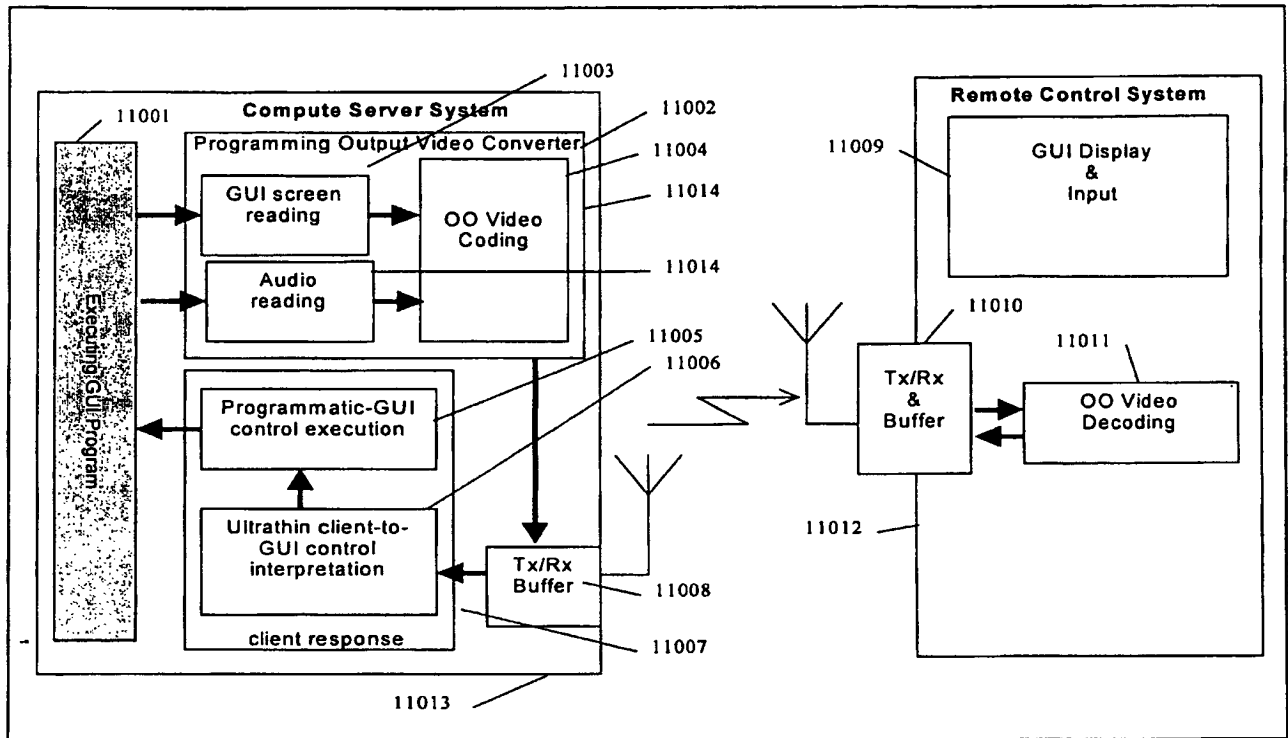 11003
Compute Server System
Remote Control System
11001
11002
Programming Output Video Converter
11004
11009
GUI Display
&
Input
GUI screen
reading
11014
OO Video
Coding
Audio
reading
11014
Executing GUI Program
11010
11005
11011
11006
Tx/Rx
&
Buffer
OO Video
Decoding
Programmatic-GUI
control execution
Ultrathin client-to-
GUI control
interpretation
11012
Tx/Rx
Buffer
11008
client response
11007
11013